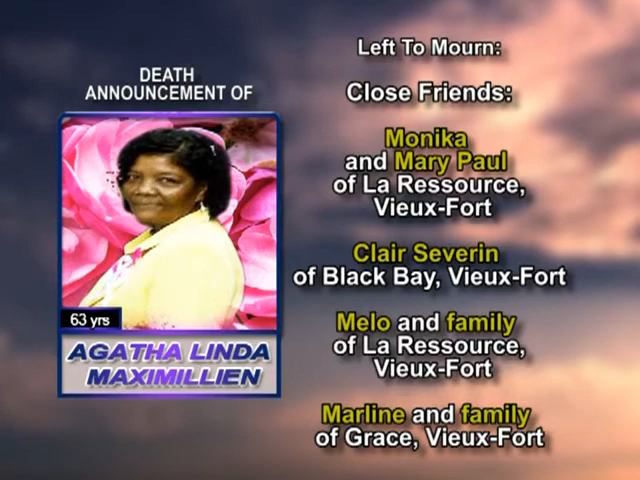 DEATH
ANNOUNCEMENT OF
63 yrs
AGATHA LINDA
MAXIMILLIEN
Left To Mourn:
Close Friends:
Monika
and Mary Paul
of La Ressource,
Vieux-Fort
Clair Severin
of Black Bay, Vieux-Fort
Melo and family
of La Ressource,
Vieux-Fort
Marline and family
of Grace, Vieux-Fort